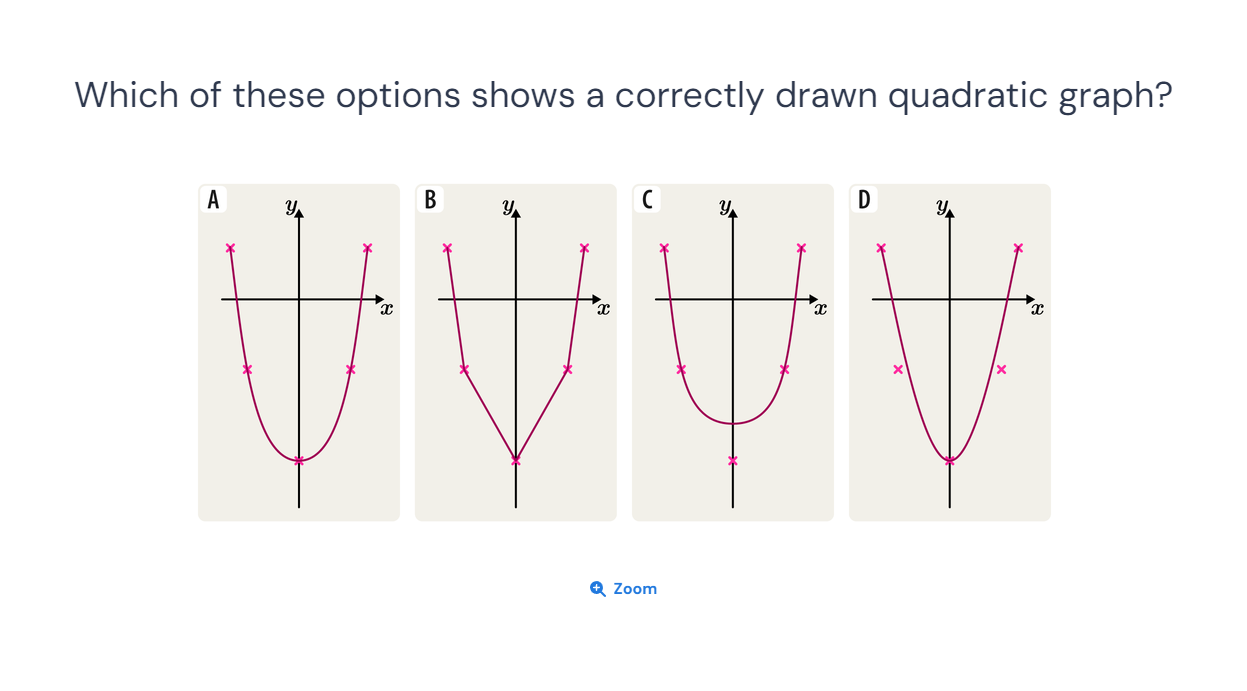 Which of these options shows a correctly drawn quadratic graph?
A
y
x
B
y
x
C
y
x
D
y
x
Zoom